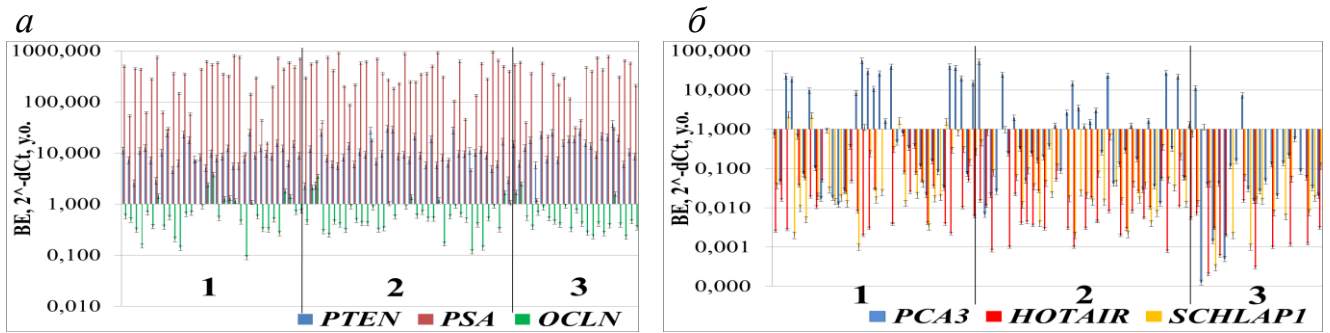 а
б
BE, 2^-dCt, y.o.
1000,000
100,000
10,000
1,000
0,100
0,010
1
2
3
PTEN
PSA
OCLN
BE, 2^-dCt, y.o.
100,000
10,000
1,000
0,100
0,010
0,001
0,000
1
2
3
PCA3
HOTAIR
SCHLAP1